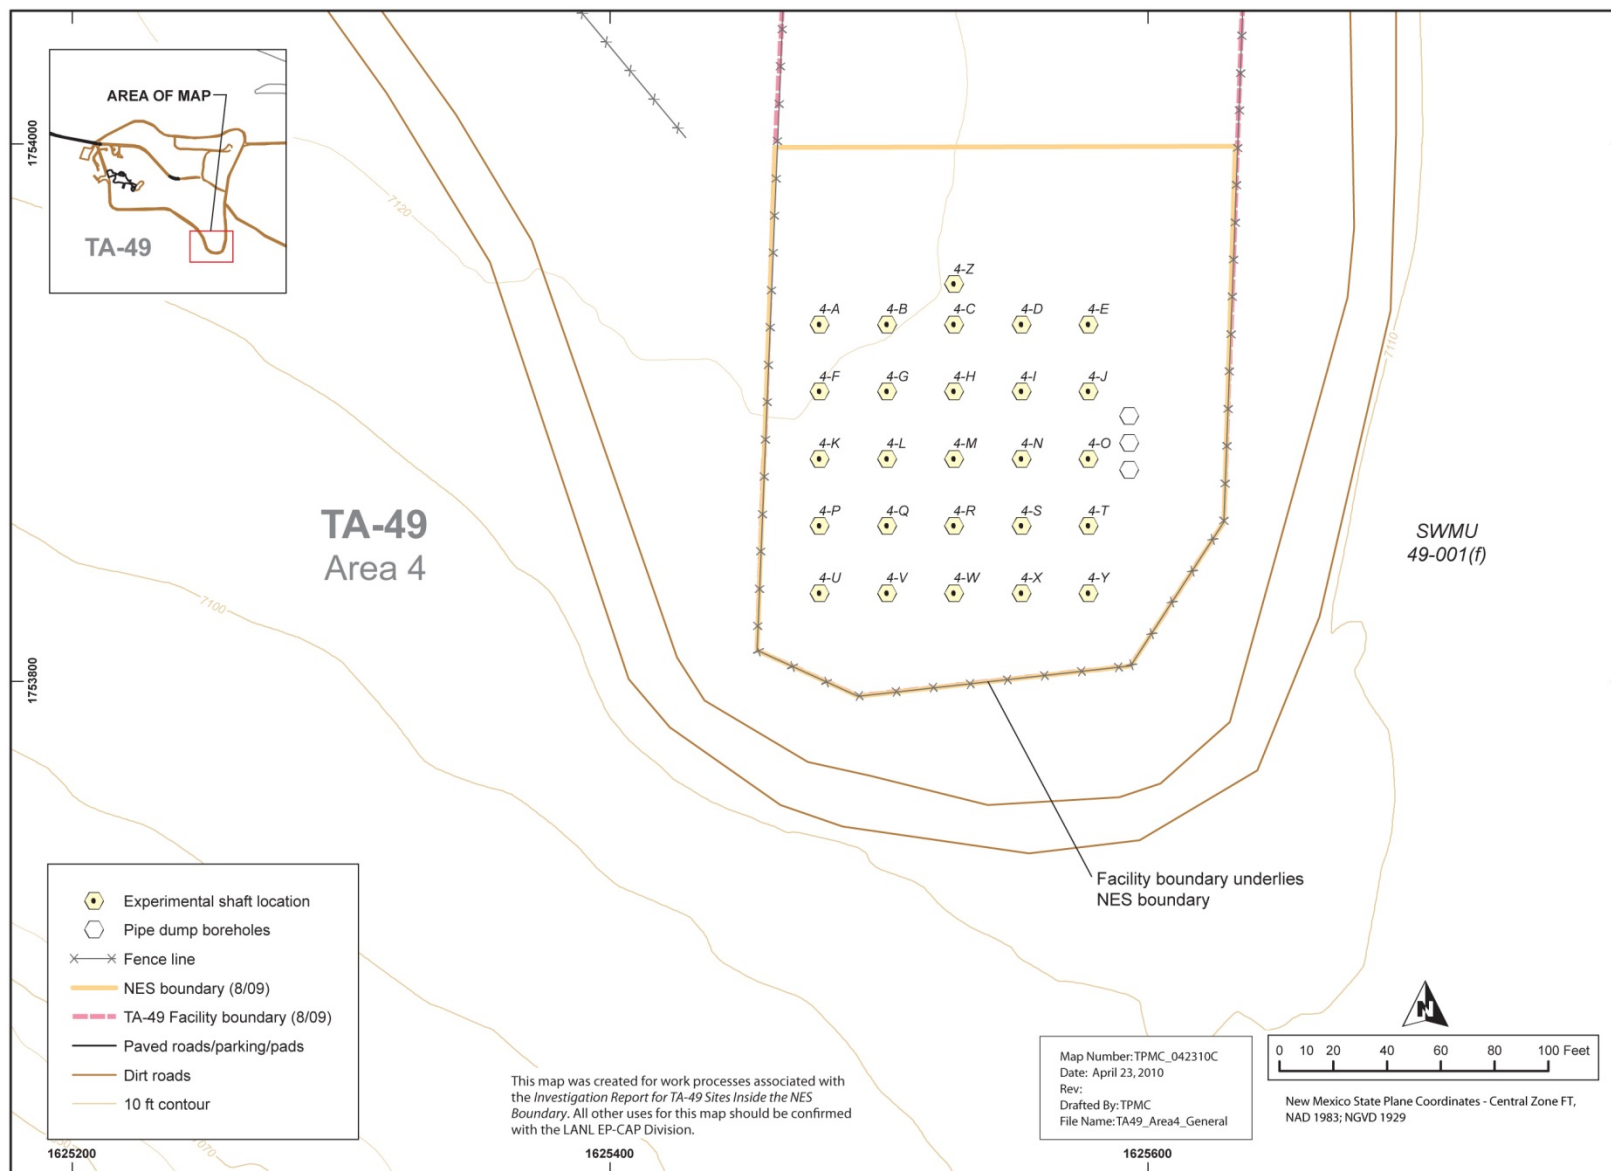 AREA OF MAP
TA-49
1754000
7120
4-Z
4-A
4-B
4-C
4-D
4-E
7110
4-F
4-G
4-H
4-I
4-J
4-K
4-L
4-M
4-N
4-O
TA-49
Area 4
4-P
4-Q
4-R
4-S
4-T
SWMU
49-001(f)
7100
4-U
4-V
4-W
4-X
4-Y
1753800
Facility boundary underlies
NES boundary
Experimental shaft location
Pipe dump boreholes
Fence line
NES boundary (8/09)
TA-49 Facility boundary (8/09)
Paved roads/parking/pads
Dirt roads
10 ft contour
7070
This map was created for work processes associated with
the Investigation Report for TA-49 Sites Inside the NES
Boundary. All other uses for this map should be confirmed
with the LANL EP-CAP Division.
Map Number: TPMC_042310C
Date: April 23, 2010
Rev:
Drafted By: TPMC
File Name: TA49_Area4_General
N
0 10 20 40 60 80 100 Feet
New Mexico State Plane Coordinates - Central Zone FT,
NAD 1983; NGVD 1929
1625200
1625400
1625600